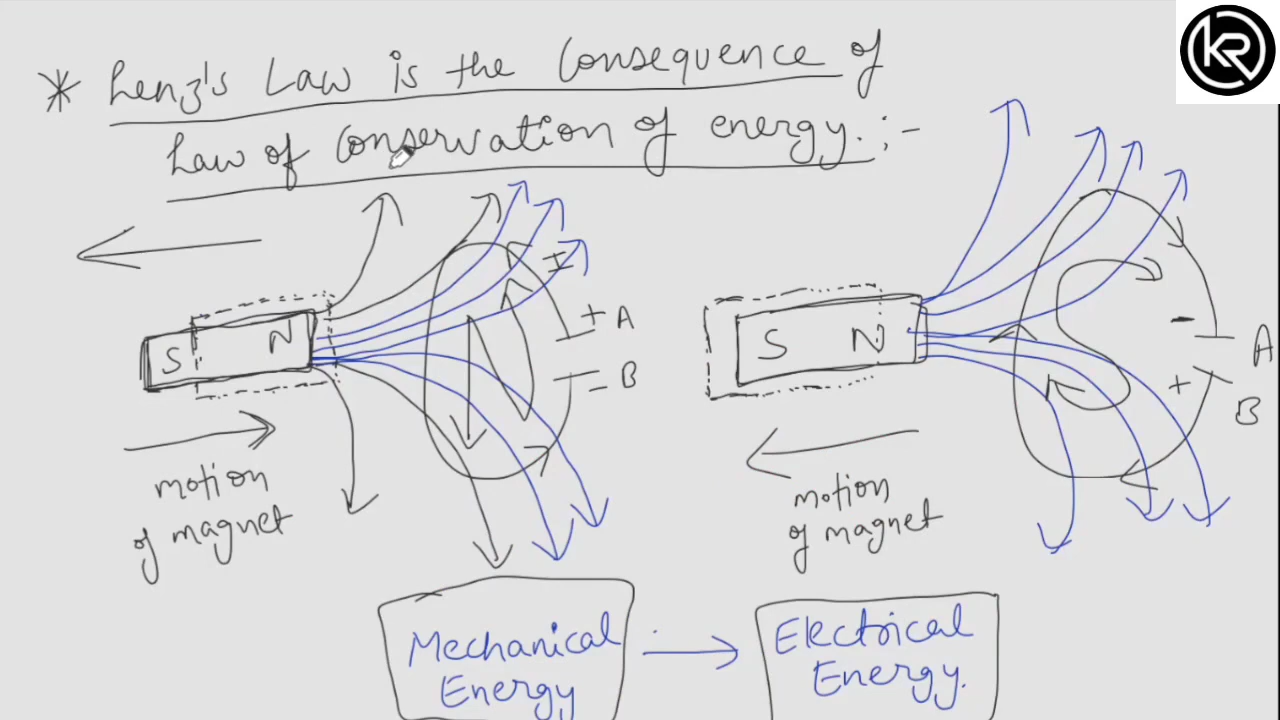 * Lenz's Law is the Consequence of
Law of Conservation of energy. :-
KR
I
+ A
- B
S N
N
motion
of magnet
S N
- A
+ B
motion
of magnet
Mechanical
Energy
Electrical
Energy.